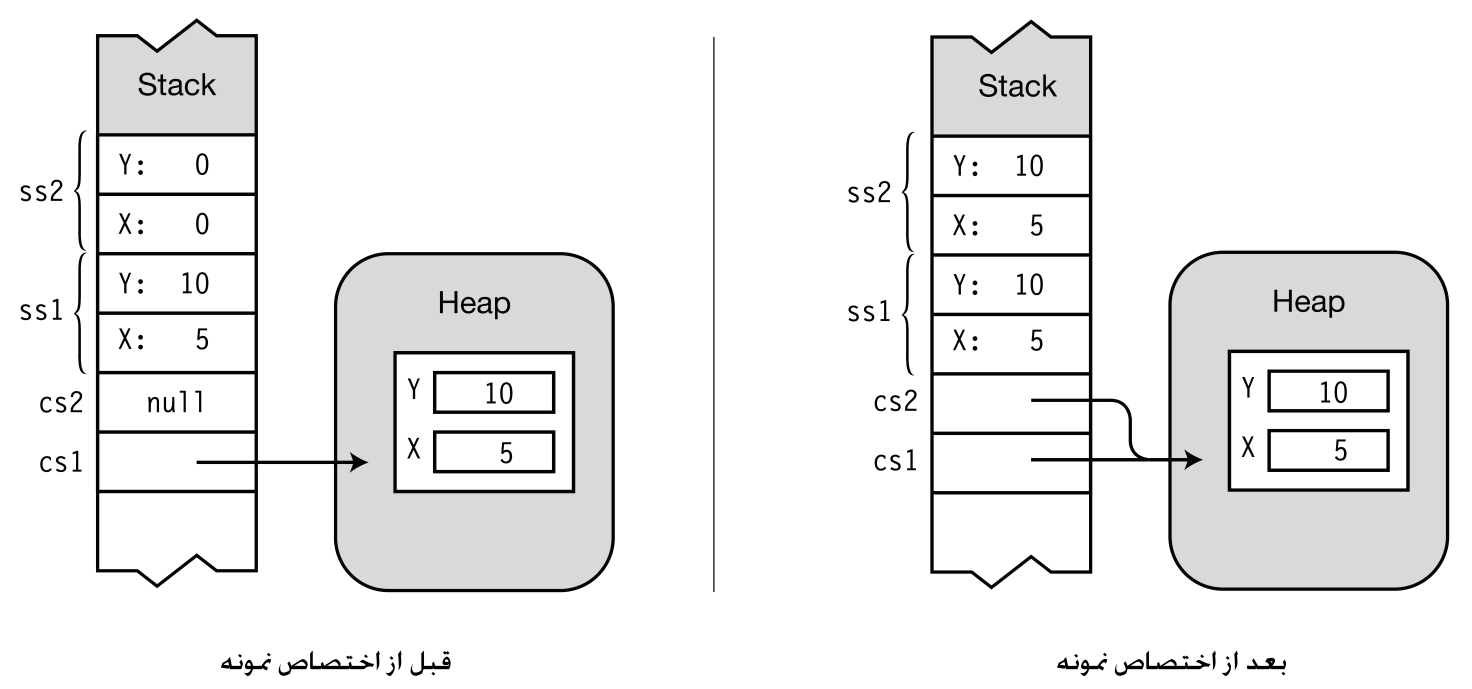 Stack
ss2
Y: 0
X: 0
ss1
Y: 10
X: 5
cs2 null
cs1
Heap
Y 10
X 5
قبل از اختصاص نمونه
Stack
ss2
Y: 10
X: 5
ss1
Y: 10
X: 5
cs2
cs1
Heap
Y 10
X 5
بعد از اختصاص نمونه